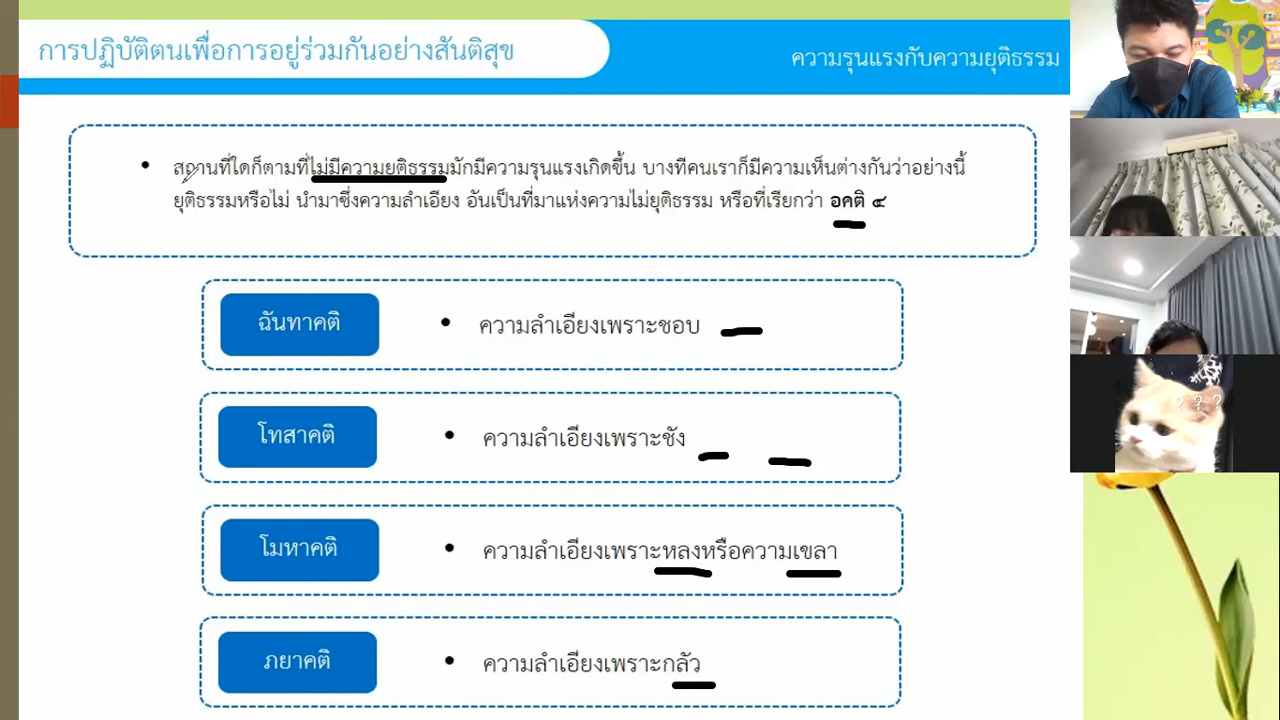 การปฏิบัติตนเพื่อการอยู่ร่วมกันอย่างสันติสุข
ความรุนแรงกับความยุติธรรม
• สถานที่ใดก็ตามที่ไม่มีความยุติธรรมมักมีความรุนแรงเกิดขึ้น บางทีคนเราก็มีความเห็นต่างกันว่าอย่างนี้
ยุติธรรมหรือไม่ นำมาซึ่งความลำเอียง อันเป็นที่มาแห่งความไม่ยุติธรรม หรือที่เรียกว่า อคติ ๔
ฉันทาคติ
• ความลำเอียงเพราะชอบ
โทสาคติ
• ความลำเอียงเพราะชัง
โมหาคติ
• ความลำเอียงเพราะหลงหรือความเขลา
ภยาคติ
• ความลำเอียงเพราะกลัว
? ? ?